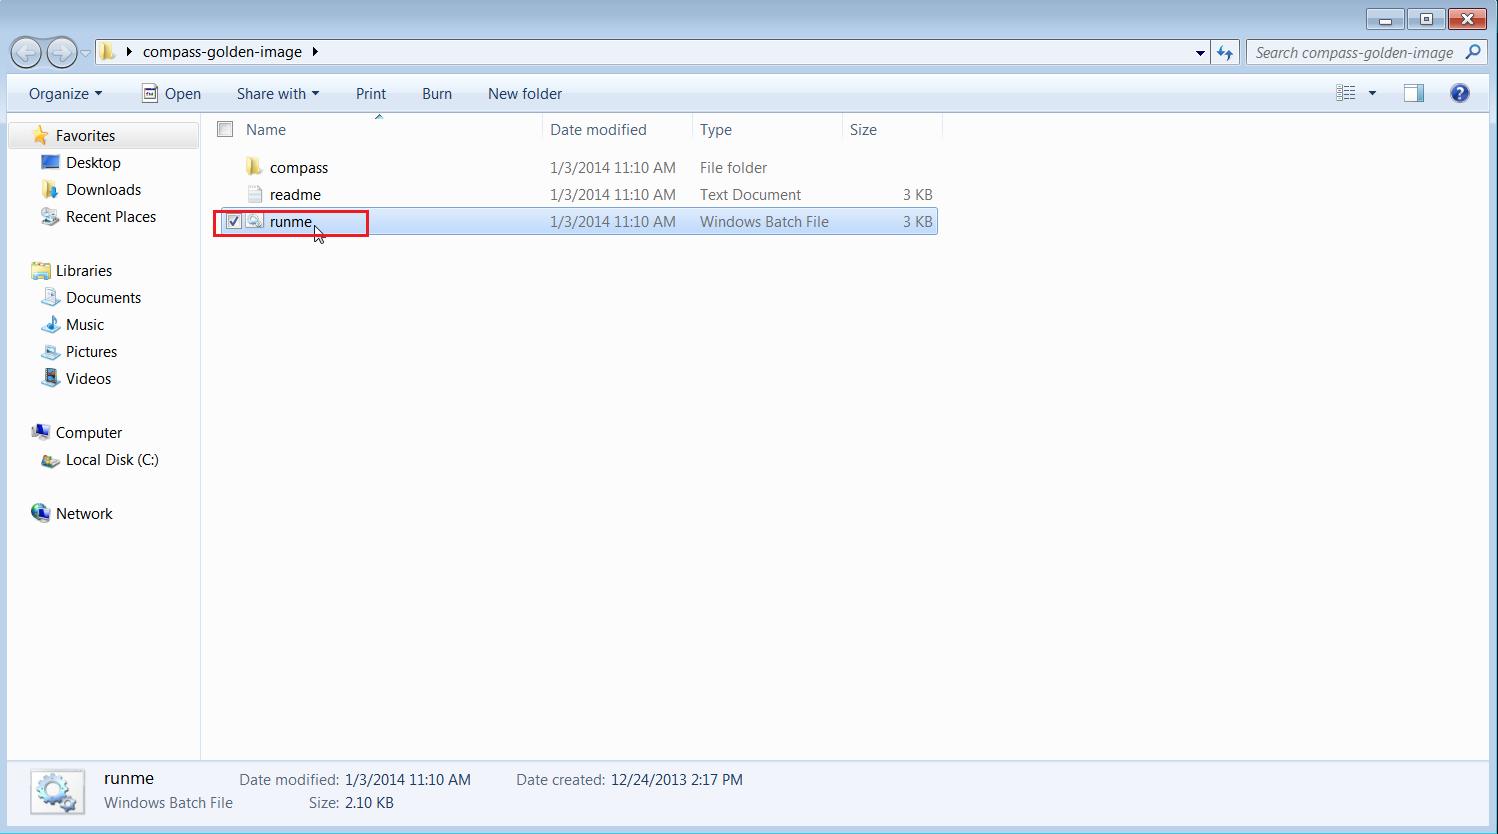 compass-golden-image
Search compass-golden-image
Organize Open Share with Print Burn New folder
Name Date modified Type Size
Favorites
Desktop
Downloads
Recent Places
Libraries
Documents
Music
Pictures
Videos
Computer
Local Disk (C:)
Network
compass 1/3/2014 11:10 AM File folder
readme 1/3/2014 11:10 AM Text Document 3 KB
runme 1/3/2014 11:10 AM Windows Batch File 3 KB
runme Date modified: 1/3/2014 11:10 AM Date created: 12/24/2013 2:17 PM
Windows Batch File Size: 2.10 KB